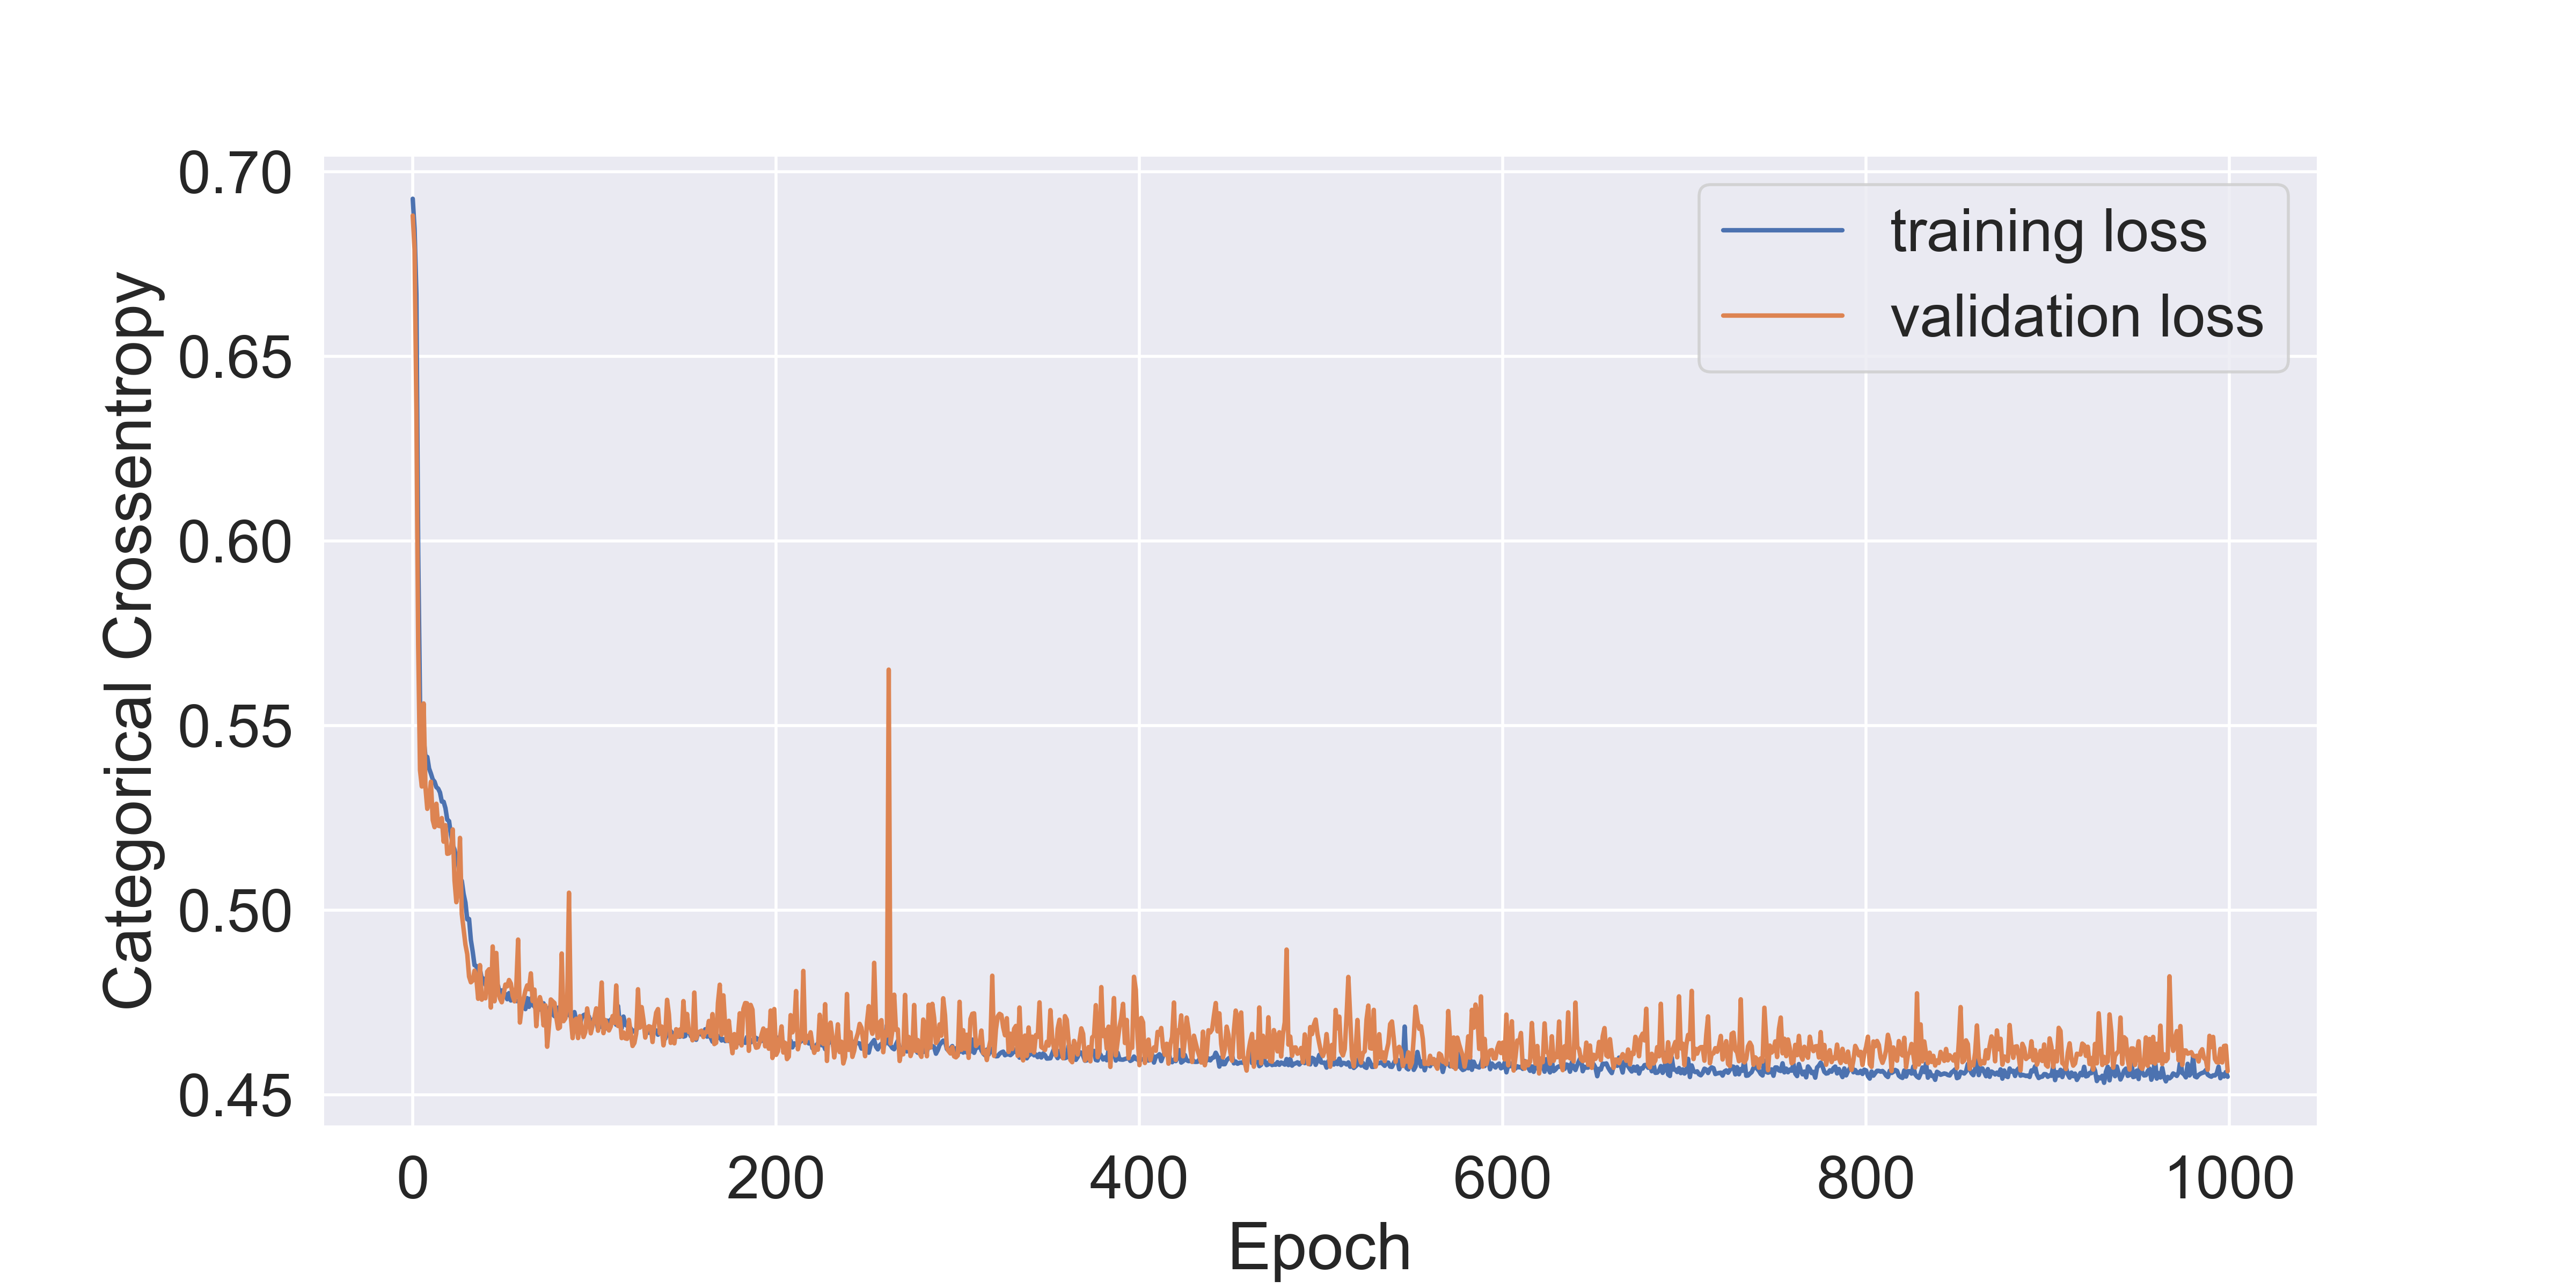 0.70
0.65
0.60
0.55
0.50
0.45
Categorical Crossentropy
training loss
validation loss
0 200 400 600 800 1000
Epoch